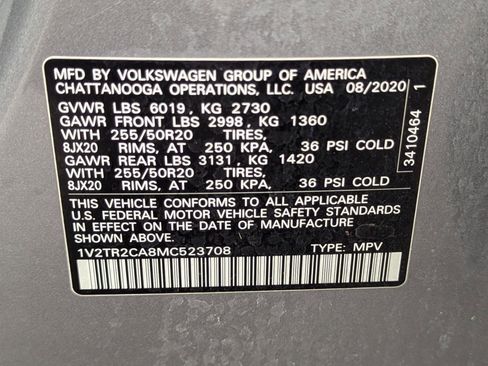 MFD BY VOLKSWAGEN GROUP OF AMERICA
CHATTANOOGA OPERATIONS, LLC. USA 08/2020
GVWR LBS 6019, KG 2730
GAWR FRONT LBS 2998, KG 1360
WITH 255/50R20 TIRES,
8JX20 RIMS, AT 250 KPA, 36 PSI COLD
GAWR REAR LBS 3131, KG 1420
WITH 255/50R20 TIRES,
8JX20 RIMS, AT 250 KPA, 36 PSI COLD
THIS VEHICLE CONFORMS TO ALL APPLICABLE
U.S. FEDERAL MOTOR VEHICLE SAFETY STANDARDS
IN EFFECT ON THE DATE OF MANUFACTURE
SHOWN ABOVE
1V2TR2CA8MC523708 TYPE: MPV
3410464 1